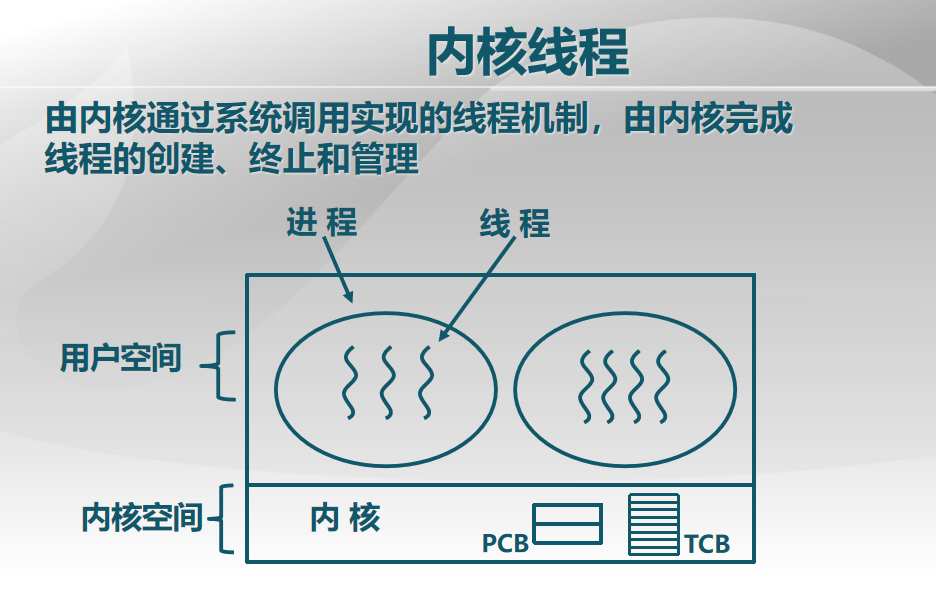 内核线程
由内核通过系统调用实现的线程机制，由内核完成
线程的创建、终止和管理
进 程
线 程
用户空间
内核空间
内 核
PCB
TCB